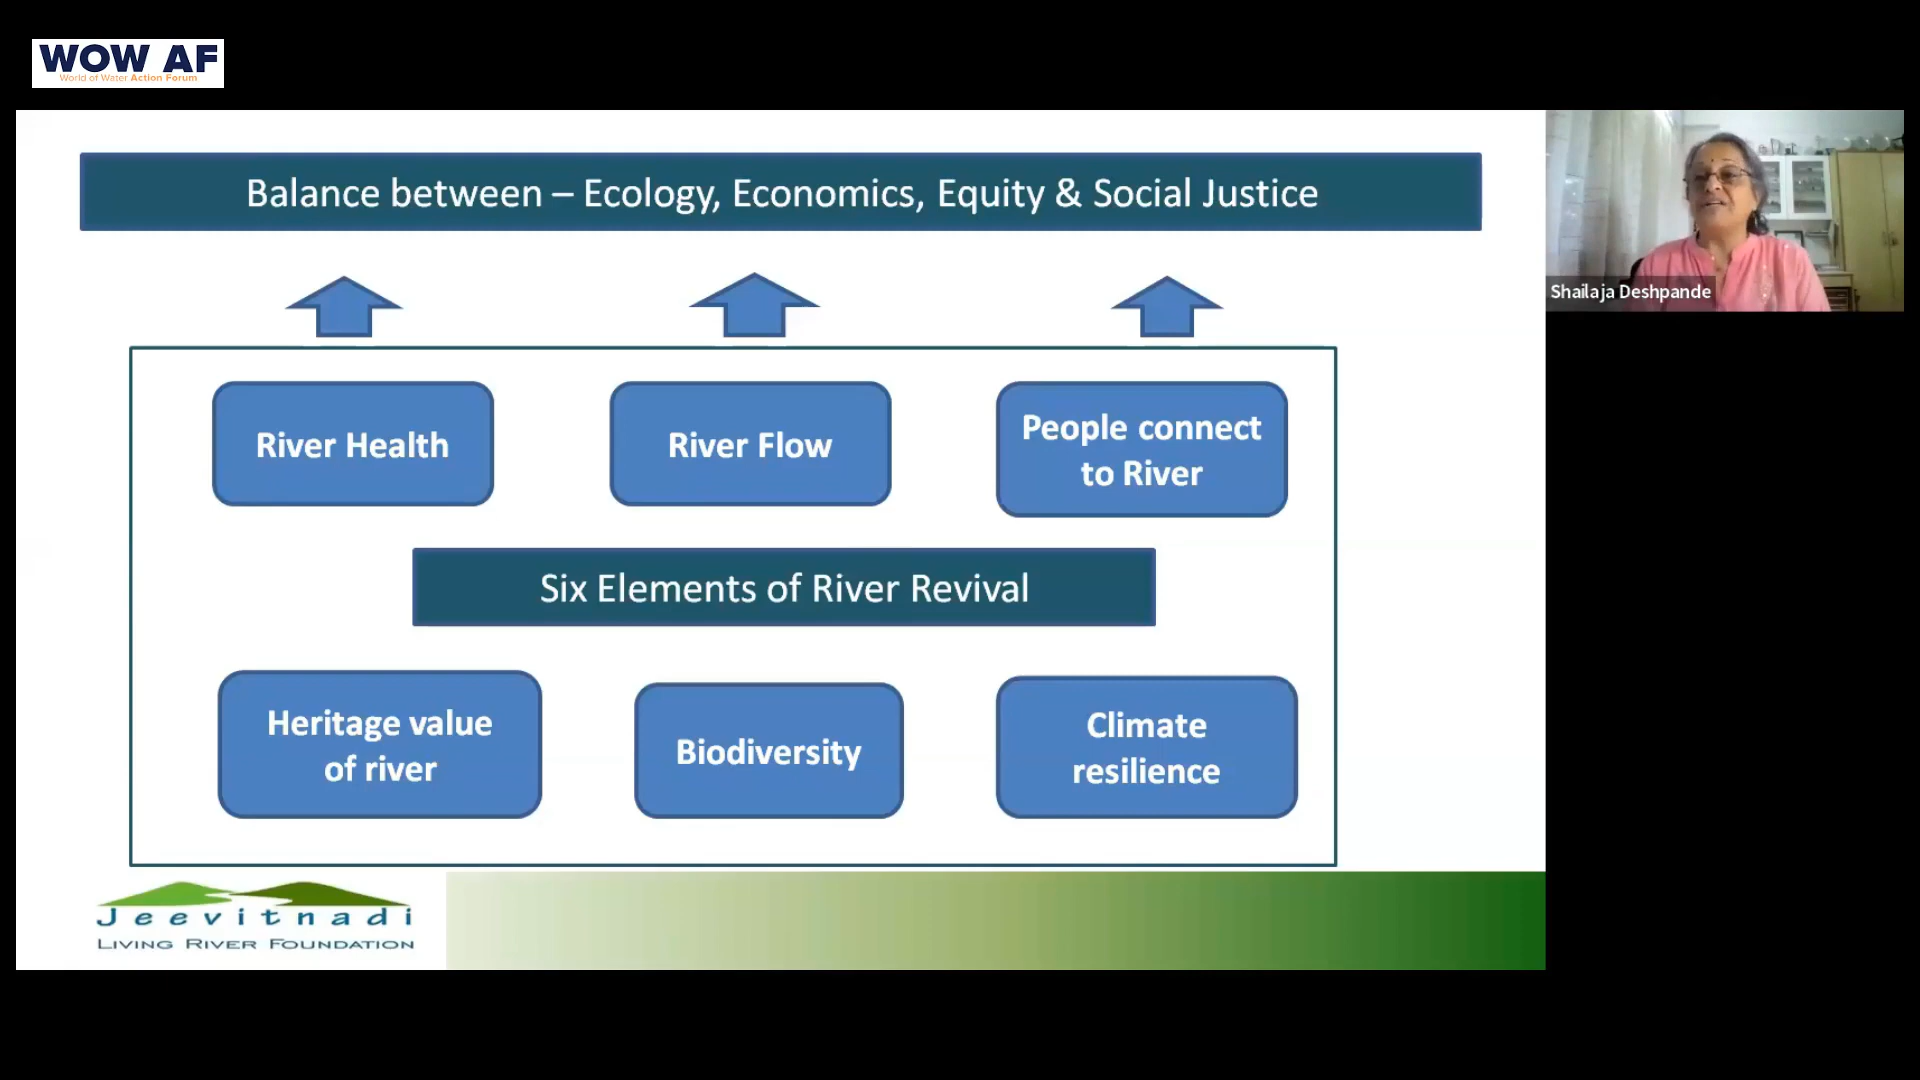 WOW AF
World of Water Action Forum
Balance between – Ecology, Economics, Equity & Social Justice
Shailaja Deshpande
River Health
River Flow
People connect
to River
Six Elements of River Revival
Heritage value
of river
Biodiversity
Climate
resilience
Jeevitnadi
LIVING RIVER FOUNDATION